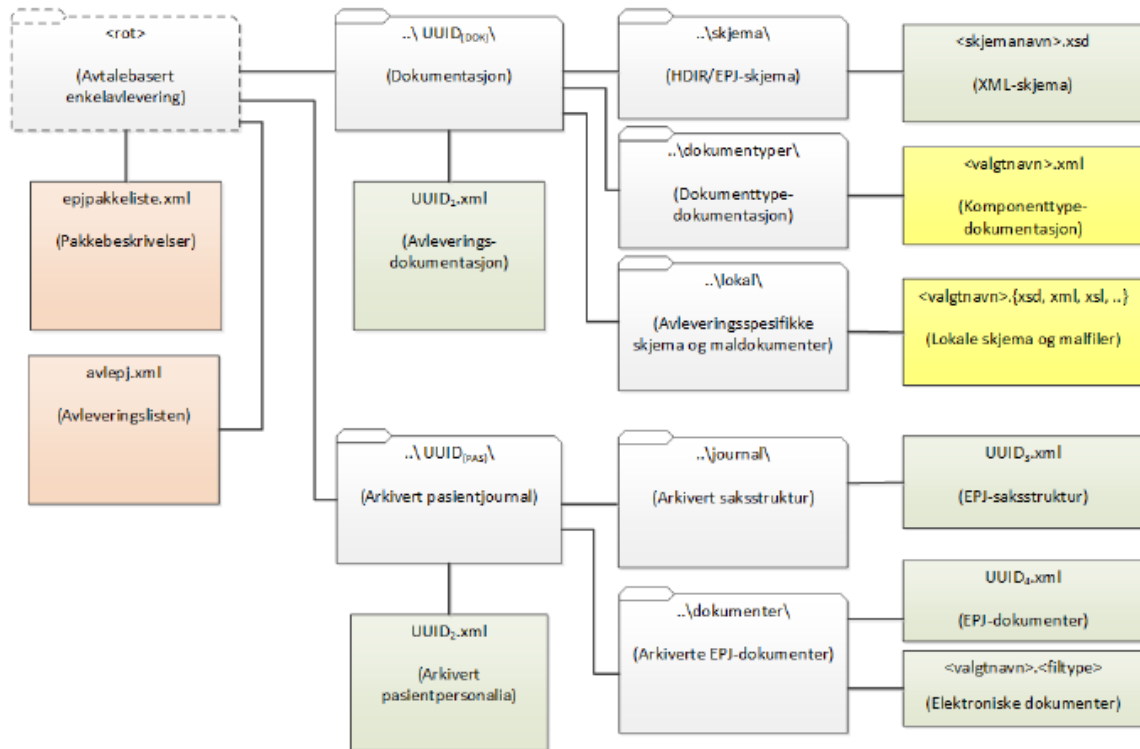 <rot>
(Avtalebasert
enkelavlevering)
epjpakkeliste.xml
(Pakkebeskrivelser)
avlepj.xml
(Avleveringslisten)
..\ UUID[DOK]\
(Dokumentasjon)
UUID₁.xml
(Avleverings-
dokumentasjon)
..\skjema\
(HDIR/EPJ-skjema)
<skjemanavn>.xsd
(XML-skjema)
..\dokumentyper\
(Dokumenttype-
dokumentasjon)
<valgtnavn>.xml
(Komponenttype-
dokumentasjon)
..\lokal\
(Avleveringsspesifikke
skjema og maldokumenter)
<valgtnavn>.{xsd, xml, xsl, ..}
(Lokale skjema og malfiler)
..\ UUID[PAS]\
(Arkivert pasientjournal)
UUID₂.xml
(Arkivert
pasientpersonalia)
..\journal\
(Arkivert saksstruktur)
UUID₃.xml
(EPJ-saksstruktur)
..\dokumenter\
(Arkiverte EPJ-dokumenter)
UUID₄.xml
(EPJ-dokumenter)
<valgtnavn>.<filtype>
(Elektroniske dokumenter)